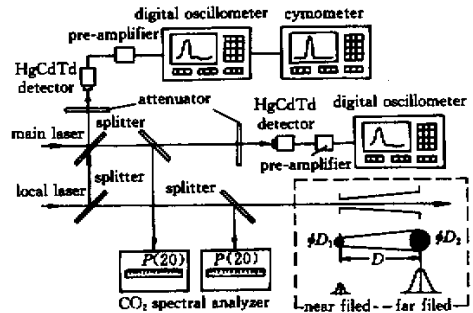 digital oscillometer cymometer
pre-amplifier
HgCdTd
detector
attenuator
HgCdTd
detector
digital oscillometer
main laser
splitter
pre-amplifier
local laser
splitter
splitter
P(20)
P(20)
CO₂ spectral analyzer
ϕD₁
ϕD₂
D
near filed
far filed